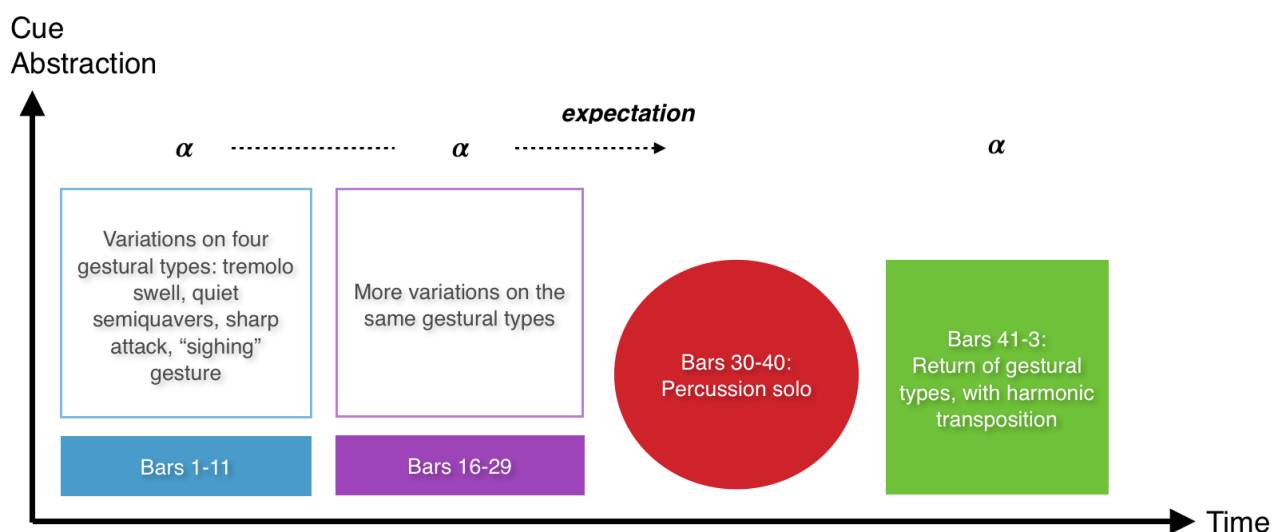 Cue
Abstraction
expectation
α
α
α
Variations on four
gestural types: tremolo
swell, quiet
semiquavers, sharp
attack, “sighing”
gesture
More variations on the
same gestural types
Bars 30-40:
Percussion solo
Bars 41-3:
Return of gestural
types, with harmonic
transposition
Bars 1-11
Bars 16-29
Time